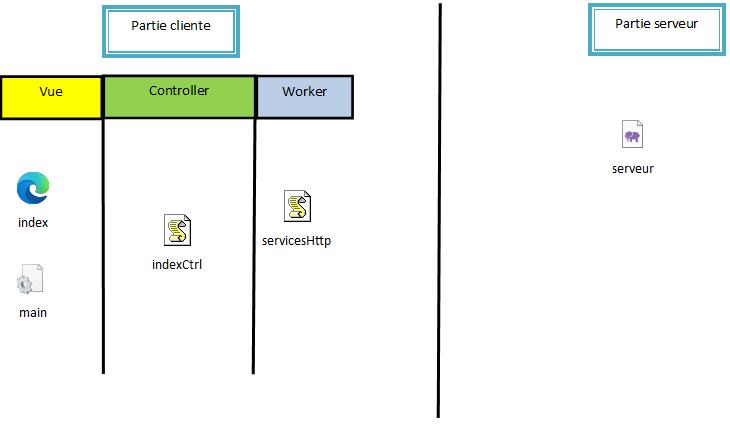 Partie cliente
Partie serveur
Vue
Controller
Worker
index
main
indexCtrl
servicesHttp
serveur